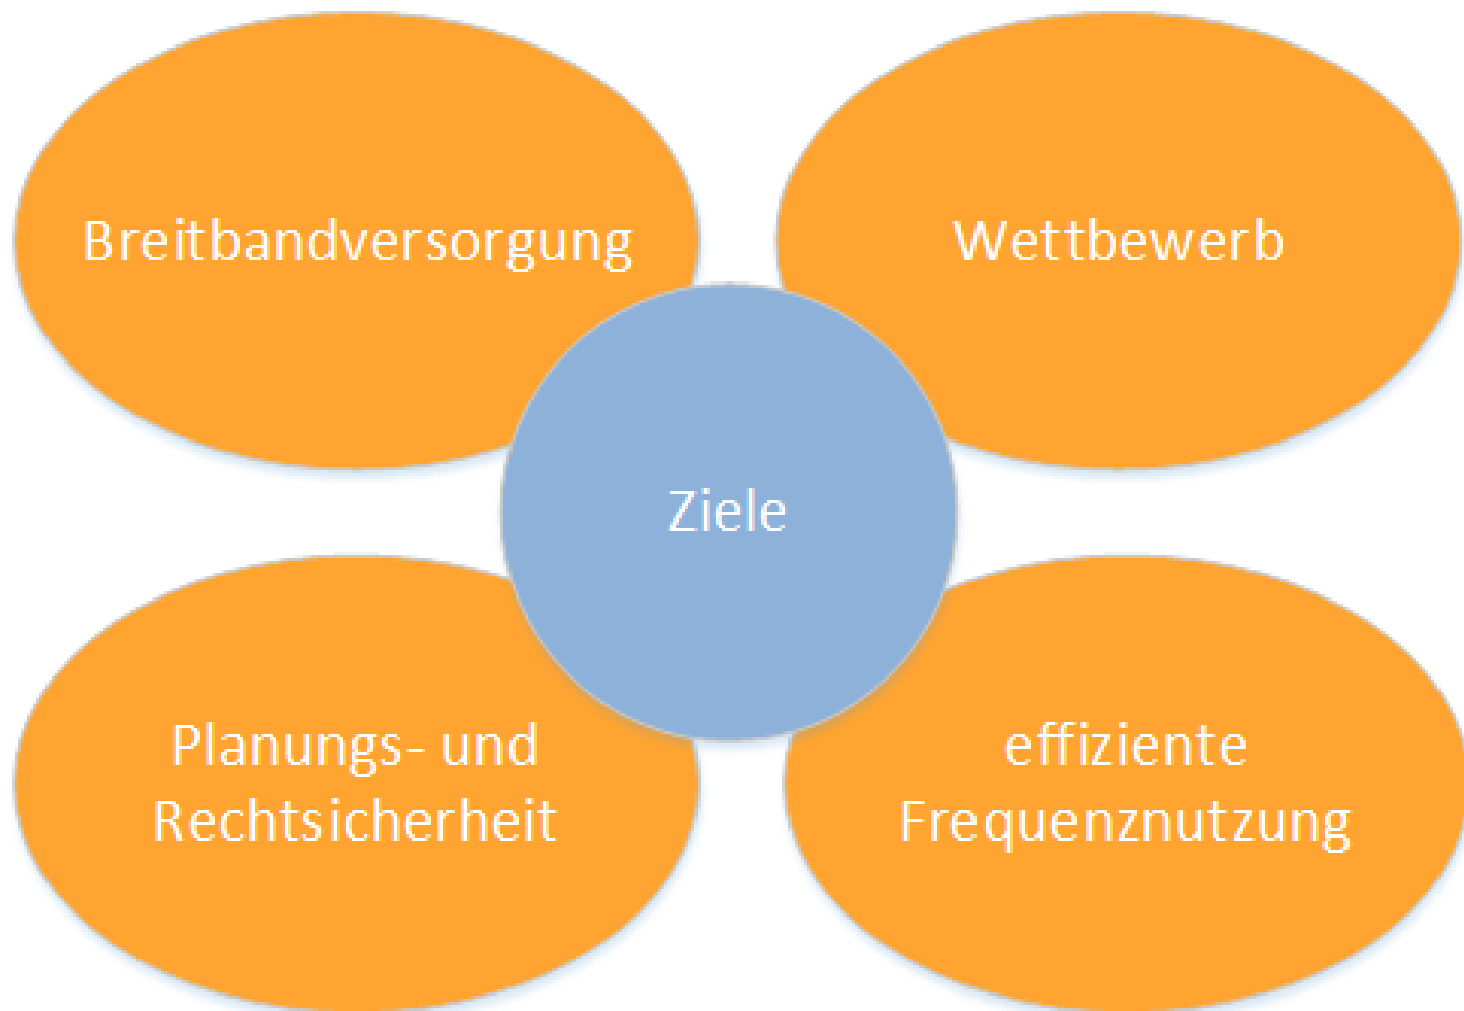 Breitbandversorgung
Wettbewerb
Ziele
Planungs- und
Rechtsicherheit
effiziente
Frequenznutzung